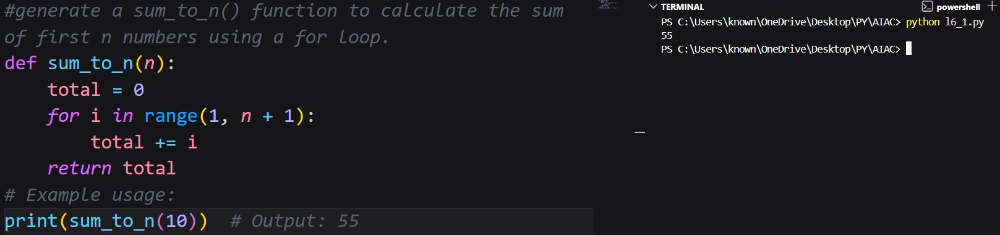 #generate a sum_to_n() function to calculate the sum
of first n numbers using a for loop.
def sum_to_n(n):
    total = 0
    for i in range(1, n + 1):
        total += i
    return total
# Example usage:
print(sum_to_n(10))  # Output: 55
TERMINAL
powershell
PS C:\Users\known\OneDrive\Desktop\PY\AIAC> python l6_1.py
55
PS C:\Users\known\OneDrive\Desktop\PY\AIAC>